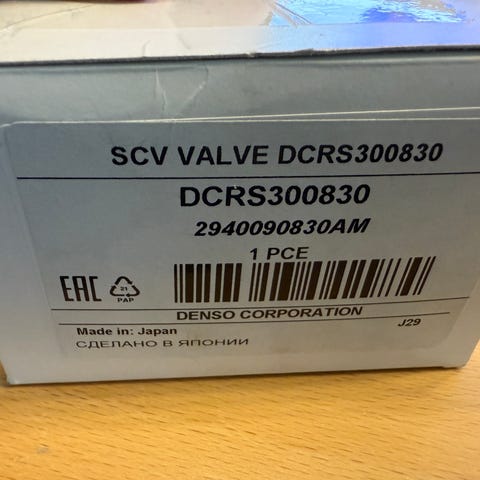 SCV VALVE DCRS300830
DCRS300830
2940090830AM
1 PCE
EAC
21
PAP
DENSO CORPORATION
Made in: Japan
J29
СДЕЛАНО В ЯПОНИИ